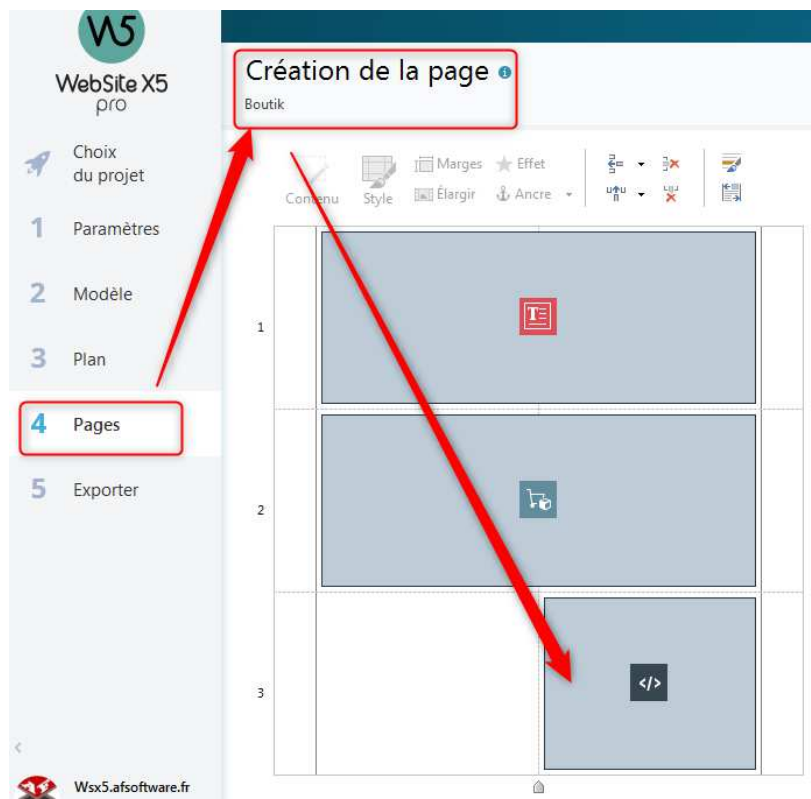 W5
WebSite X5
pro
Choix
du projet
1 Paramètres
2 Modèle
3 Plan
4 Pages
5 Exporter
Wsx5.afsoftware.fr
Création de la page
Boutik
Contenu
Style
Marges
Effet
Élargir
Ancre
1
T
2
3
</>